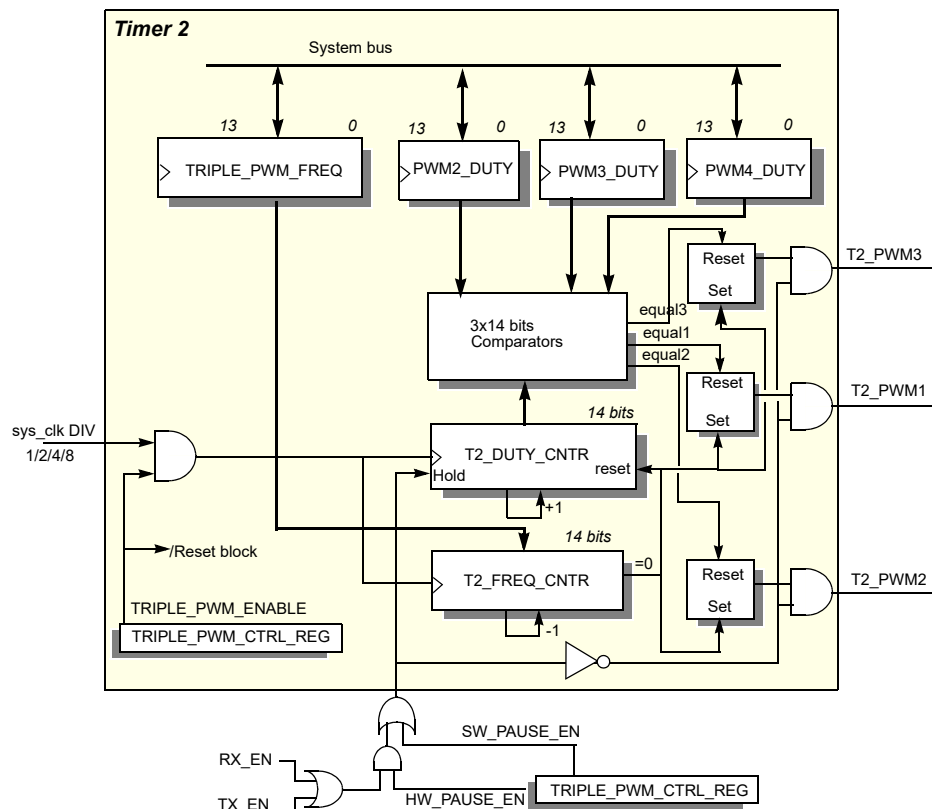 Timer 2
System bus
13 0 13 0 13 0 13 0
TRIPLE_PWM_FREQ
PWM2_DUTY
PWM3_DUTY
PWM4_DUTY
T2_PWM3
Reset
Set
3x14 bits
Comparators
equal3
equal1
equal2
Reset
Set
T2_PWM1
14 bits
sys_clk DIV
1/2/4/8
T2_DUTY_CNTR
reset
Hold
+1
14 bits
/Reset block
T2_FREQ_CNTR
=0
-1
Reset
Set
T2_PWM2
TRIPLE_PWM_ENABLE
TRIPLE_PWM_CTRL_REG
SW_PAUSE_EN
RX_EN
TX_EN
HW_PAUSE_EN
TRIPLE_PWM_CTRL_REG